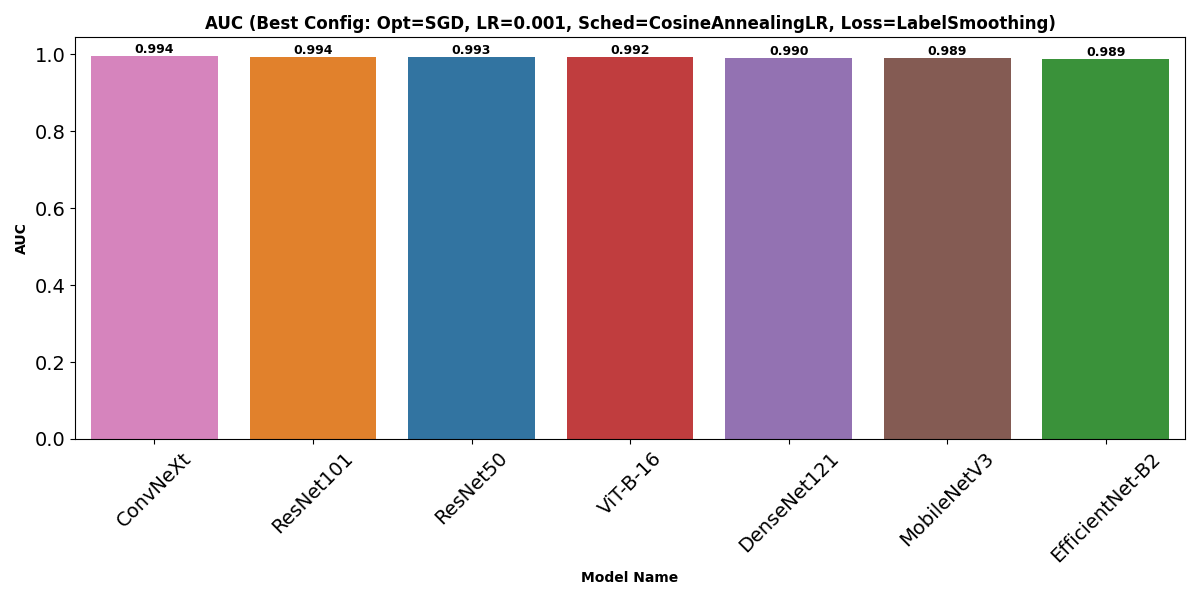 AUC (Best Config: Opt=SGD, LR=0.001, Sched=CosineAnnealingLR, Loss=LabelSmoothing)
0.994 0.994 0.993 0.992 0.990 0.989 0.989
1.0
0.8
0.6
0.4
0.2
0.0
AUC
ConvNeXt ResNet101 ResNet50 ViT-B-16 DenseNet121 MobileNetV3 EfficientNet-B2
Model Name